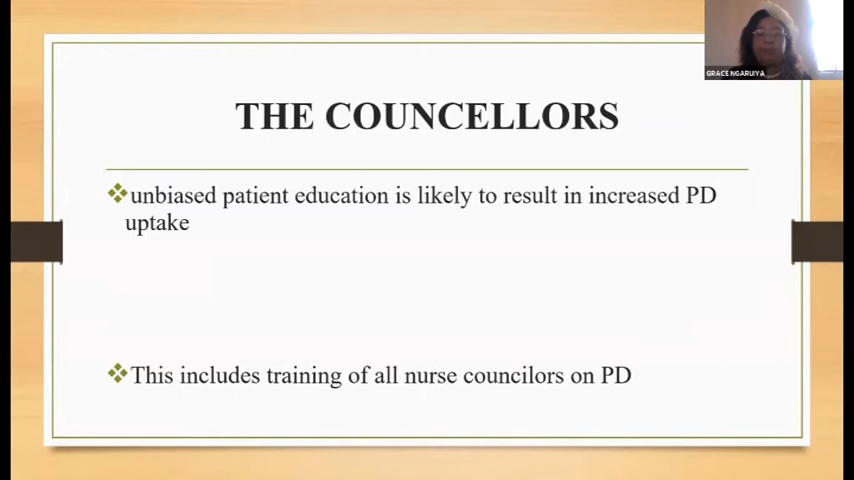 GRACE NGARUIYA
THE COUNCELLORS
unbiased patient education is likely to result in increased PD
uptake
This includes training of all nurse councilors on PD